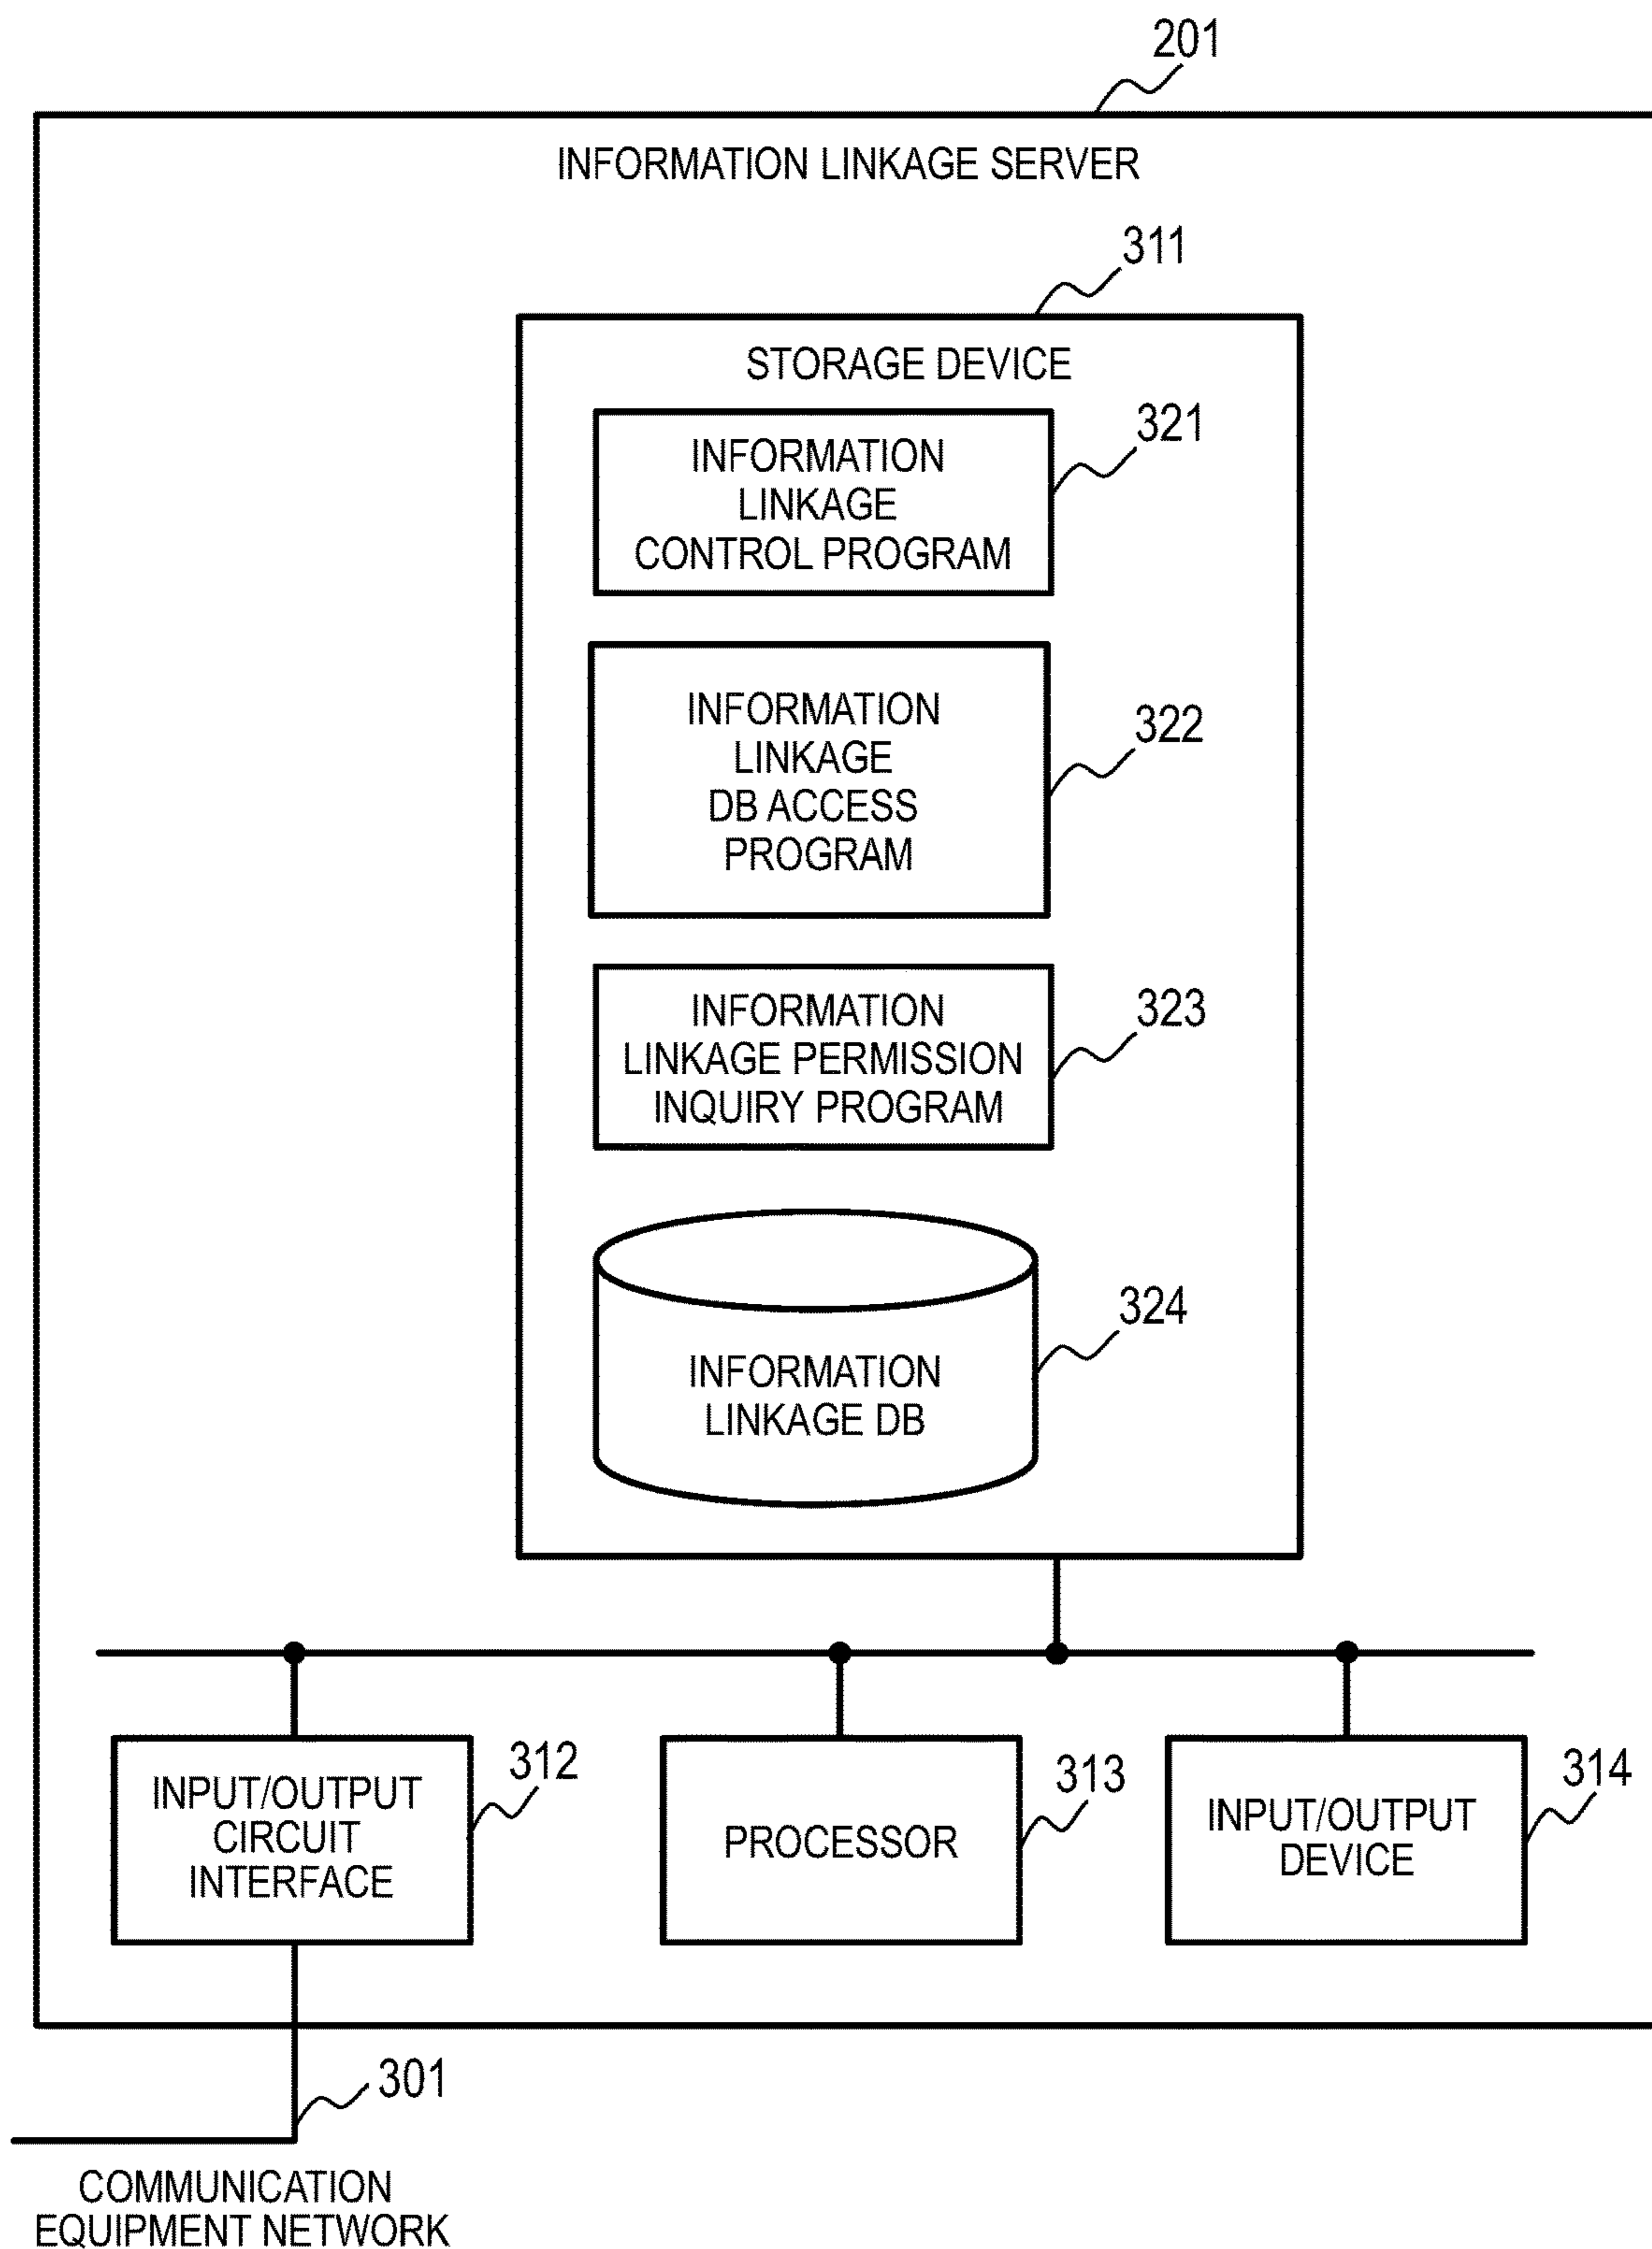 201
INFORMATION LINKAGE SERVER
311
STORAGE DEVICE
321
INFORMATION
LINKAGE
CONTROL PROGRAM
322
INFORMATION
LINKAGE
DB ACCESS
PROGRAM
323
INFORMATION
LINKAGE PERMISSION
INQUIRY PROGRAM
324
INFORMATION
LINKAGE DB
312
INPUT/OUTPUT
CIRCUIT
INTERFACE
313
PROCESSOR
314
INPUT/OUTPUT
DEVICE
301
COMMUNICATION
EQUIPMENT NETWORK